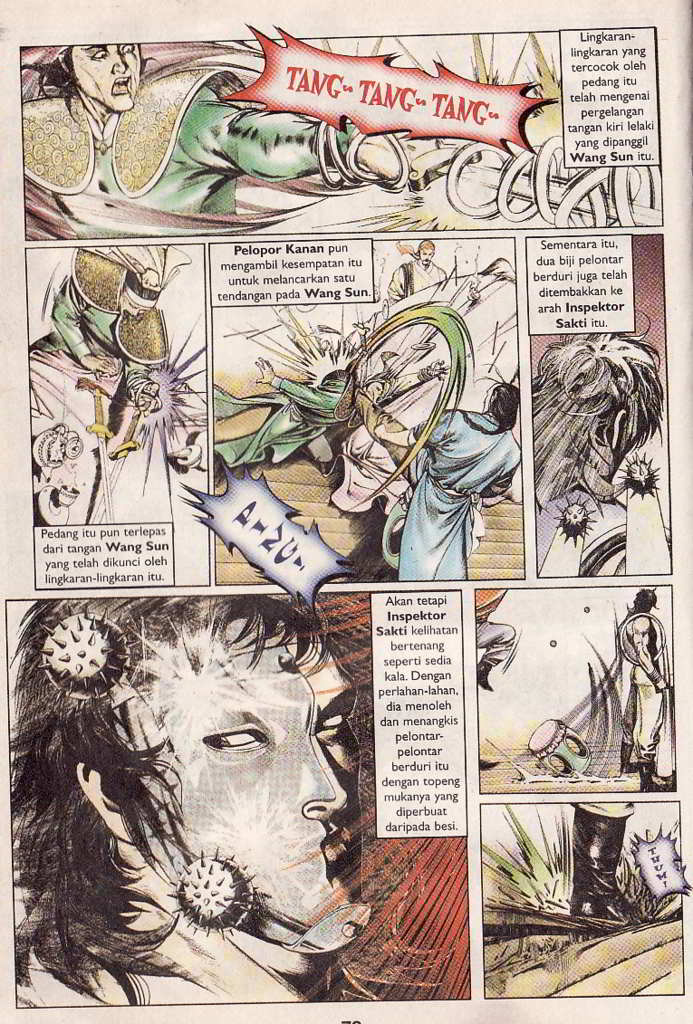 TANG~ TANG~ TANG~
Lingkaran-
lingkaran yang
tercocok oleh
pedang itu
telah mengenai
pergelangan
tangan kiri lelaki
yang dipanggil
Wang Sun itu.
Pedang itu pun terlepas
dari tangan Wang Sun
yang telah dikunci oleh
lingkaran-lingkaran itu.
Pelopor Kanan pun
mengambil kesempatan itu
untuk melancarkan satu
tendangan pada Wang Sun.
Sementara itu,
dua biji pelontar
berduri juga telah
ditembakkan ke
arah Inspektor
Sakti itu.
Akan tetapi
Inspektor
Sakti kelihatan
bertenang
seperti sedia
kala. Dengan
perlahan-lahan,
dia menoleh
dan menangkis
pelontar-
pelontar
berduri itu
dengan topeng
mukanya yang
diperbuat
daripada besi.